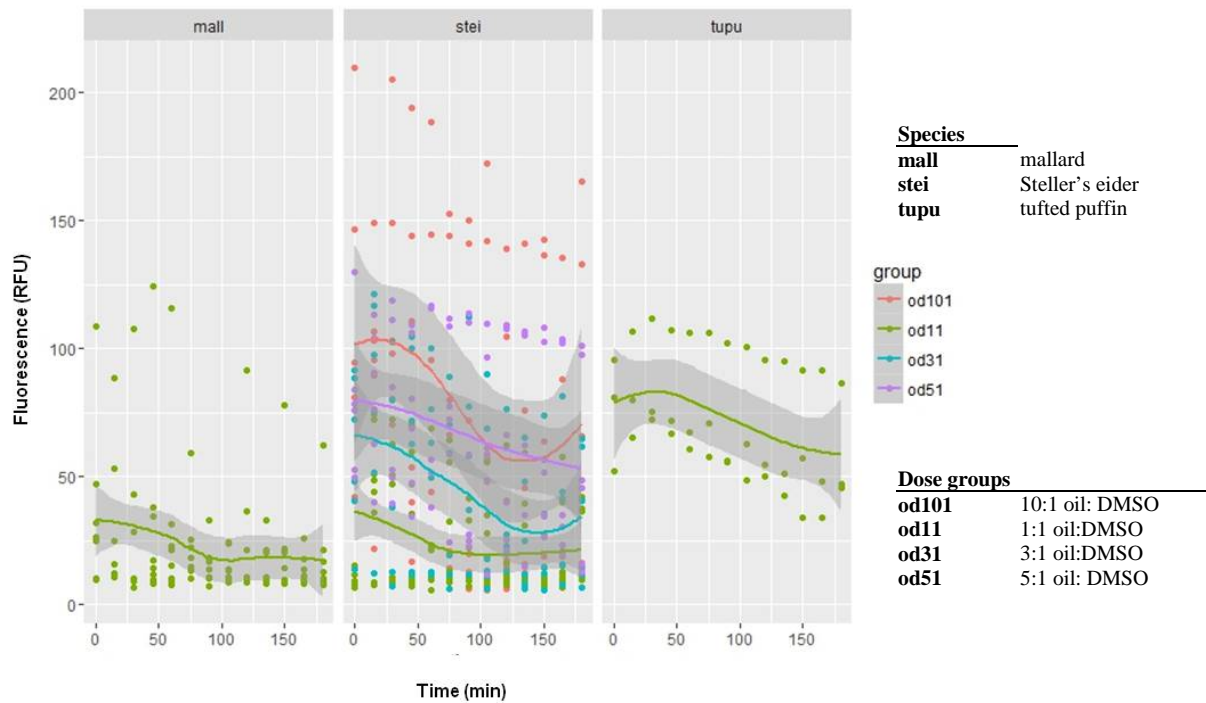 mall stei tupu
200
150
100
50
0
Fluorescence (RFU)
0 50 100 150 0 50 100 150 0 50 100 150
Time (min)
Species
mall mallard
stei Steller's eider
tupu tufted puffin
group
od101
od11
od31
od51
Dose groups
od101 10:1 oil: DMSO
od11 1:1 oil:DMSO
od31 3:1 oil:DMSO
od51 5:1 oil: DMSO